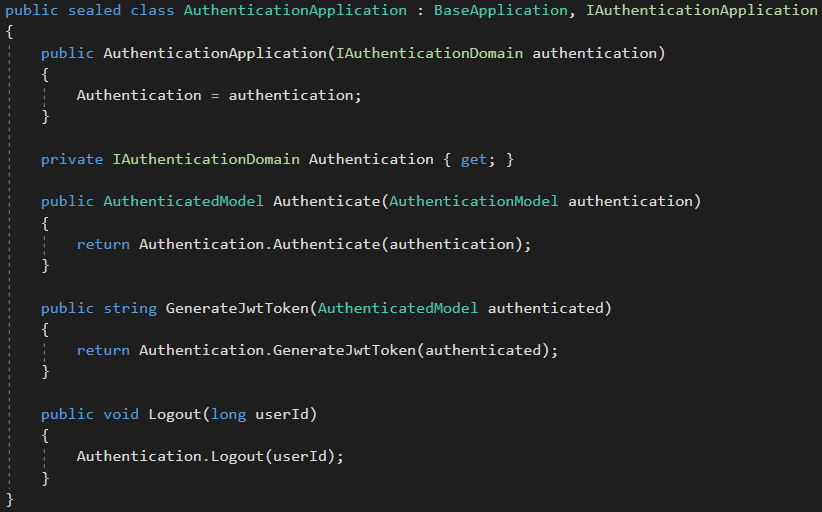 public sealed class AuthenticationApplication : BaseApplication, IAuthenticationApplication
{
    public AuthenticationApplication(IAuthenticationDomain authentication)
    {
        Authentication = authentication;
    }

    private IAuthenticationDomain Authentication { get; }

    public AuthenticatedModel Authenticate(AuthenticationModel authentication)
    {
        return Authentication.Authenticate(authentication);
    }

    public string GenerateJwtToken(AuthenticatedModel authenticated)
    {
        return Authentication.GenerateJwtToken(authenticated);
    }

    public void Logout(long userId)
    {
        Authentication.Logout(userId);
    }
}